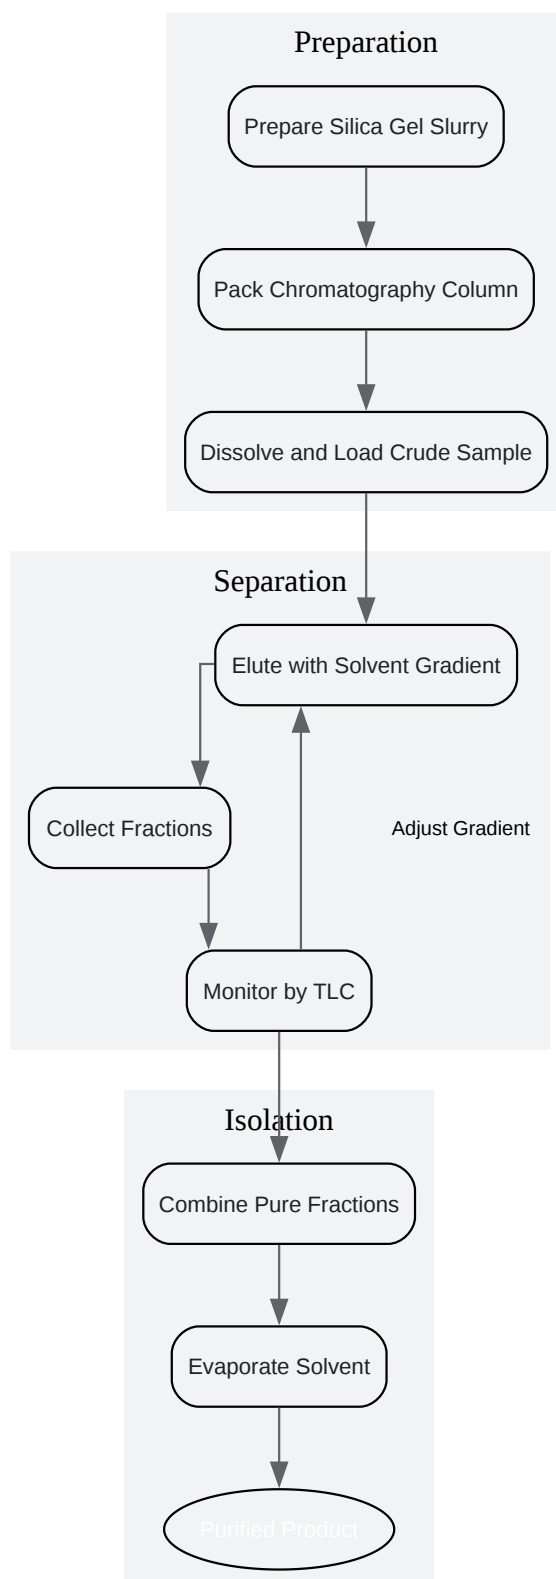 Preparation
Prepare Silica Gel Slurry
Pack Chromatography Column
Dissolve and Load Crude Sample
Separation
Elute with Solvent Gradient
Collect Fractions
Adjust Gradient
Monitor by TLC
Isolation
Combine Pure Fractions
Evaporate Solvent
Purified Product